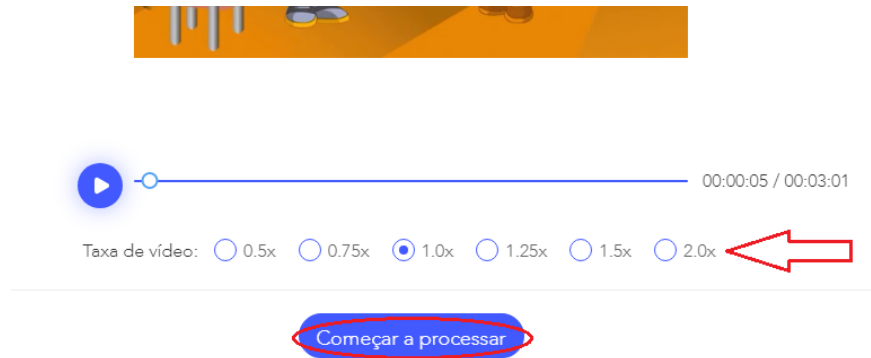 00:00:05 / 00:03:01
Taxa de vídeo: 0.5x 0.75x 1.0x 1.25x 1.5x 2.0x
Começar a processar